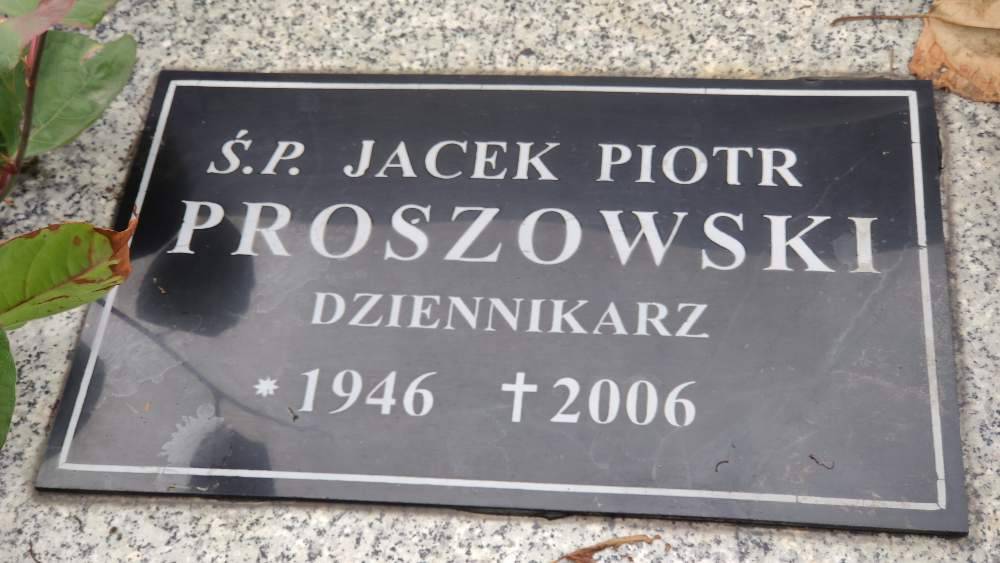 Ś.P. JACEK PIOTR
PROSZOWSKI
DZIENNIKARZ
* 1946 ✝ 2006